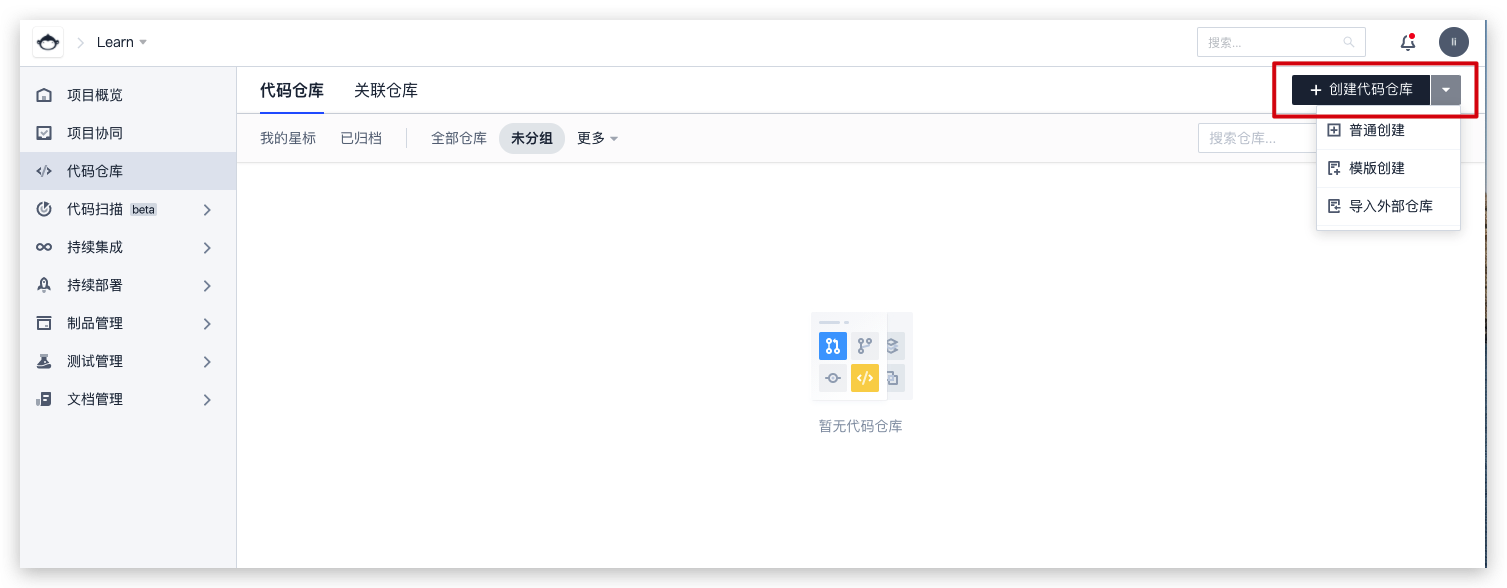 Learn
搜索...
li
项目概览
项目协同
代码仓库
代码扫描 beta
持续集成
持续部署
制品管理
测试管理
文档管理
代码仓库 关联仓库
创建代码仓库
我的星标 已归档 全部仓库 未分组 更多
搜索仓库...
普通创建
模版创建
导入外部仓库
暂无代码仓库